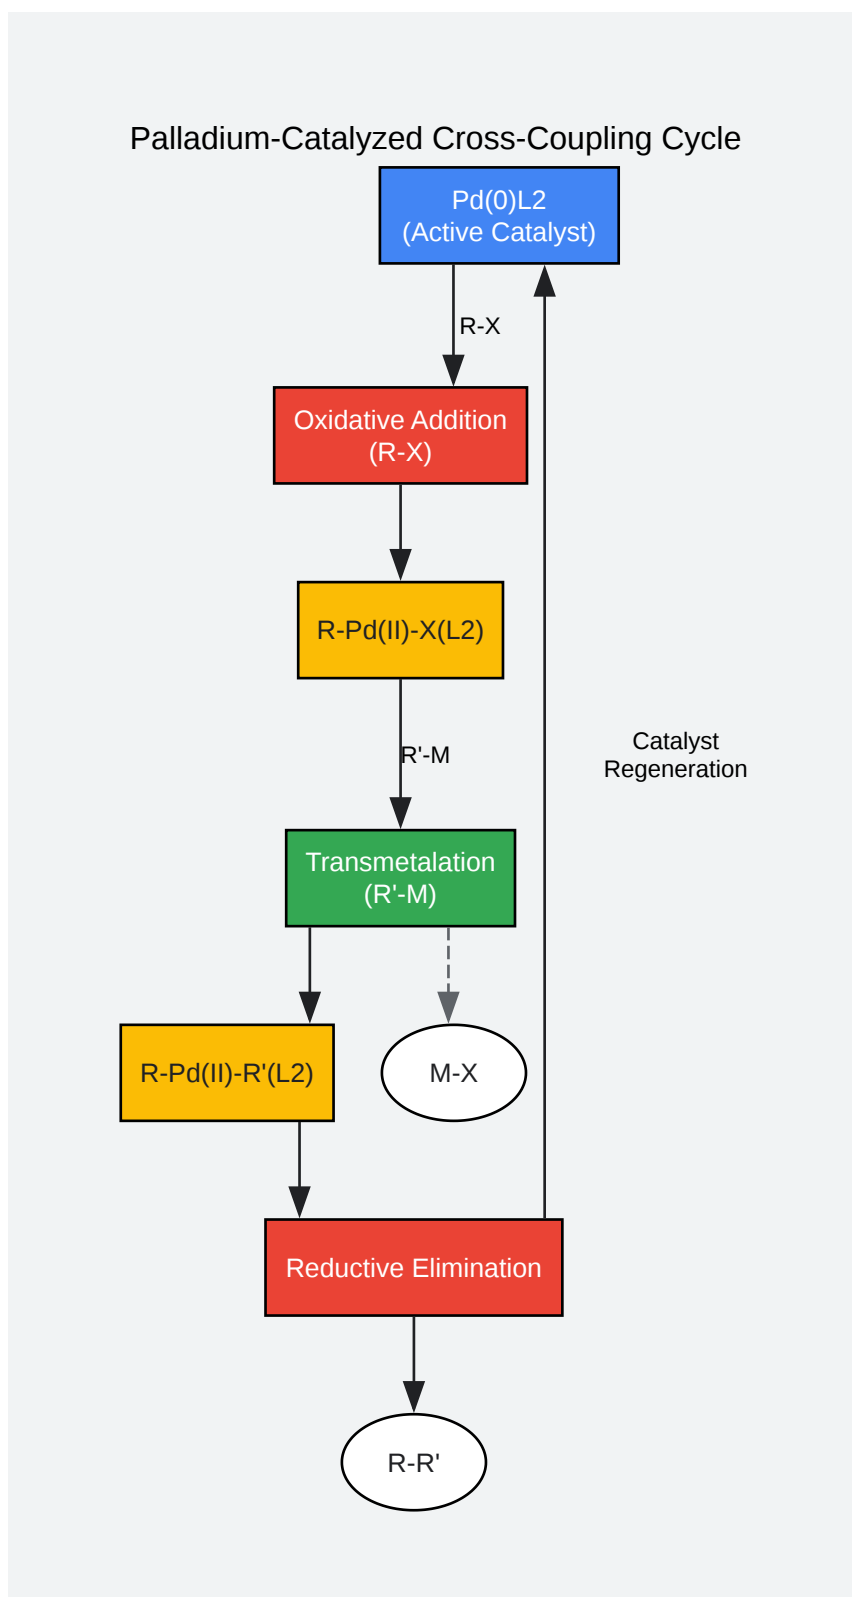 Palladium-Catalyzed Cross-Coupling Cycle
Pd(0)L2
(Active Catalyst)
R-X
Oxidative Addition
(R-X)
R-Pd(II)-X(L2)
R'-M
Catalyst
Regeneration
Transmetalation
(R'-M)
R-Pd(II)-R'(L2)
M-X
Reductive Elimination
R-R'